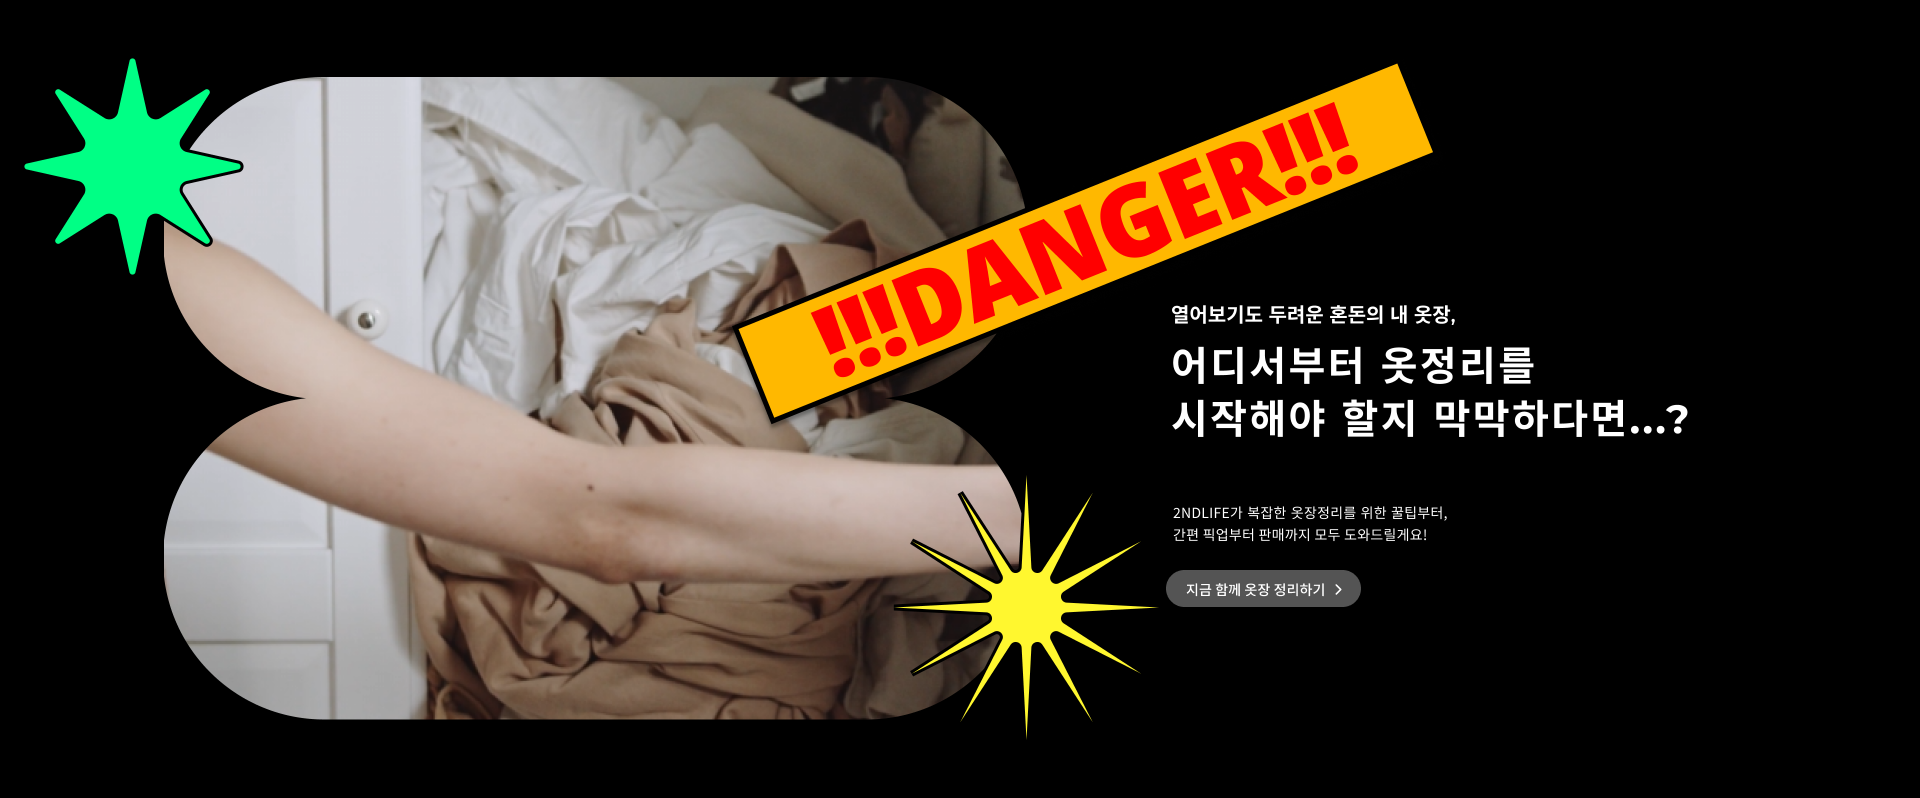 !!!DANGER!!!
열어보기도 두려운 혼돈의 내 옷장,
어디서부터 옷정리를
시작해야 할지 막막하다면...?
2NDLIFE가 복잡한 옷장정리를 위한 꿀팁부터,
간편 픽업부터 판매까지 모두 도와드릴게요!
지금 함께 옷장 정리하기 >